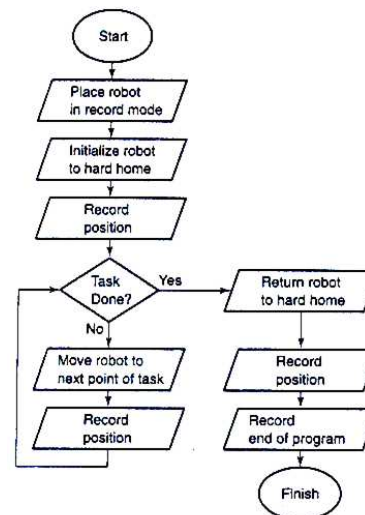 Start
Place robot
in record mode
Initialize robot
to hard home
Record
position
Task
Done?
Yes
No
Move robot to
next point of task
Record
position
Return robot
to hard home
Record
position
Record
end of program
Finish